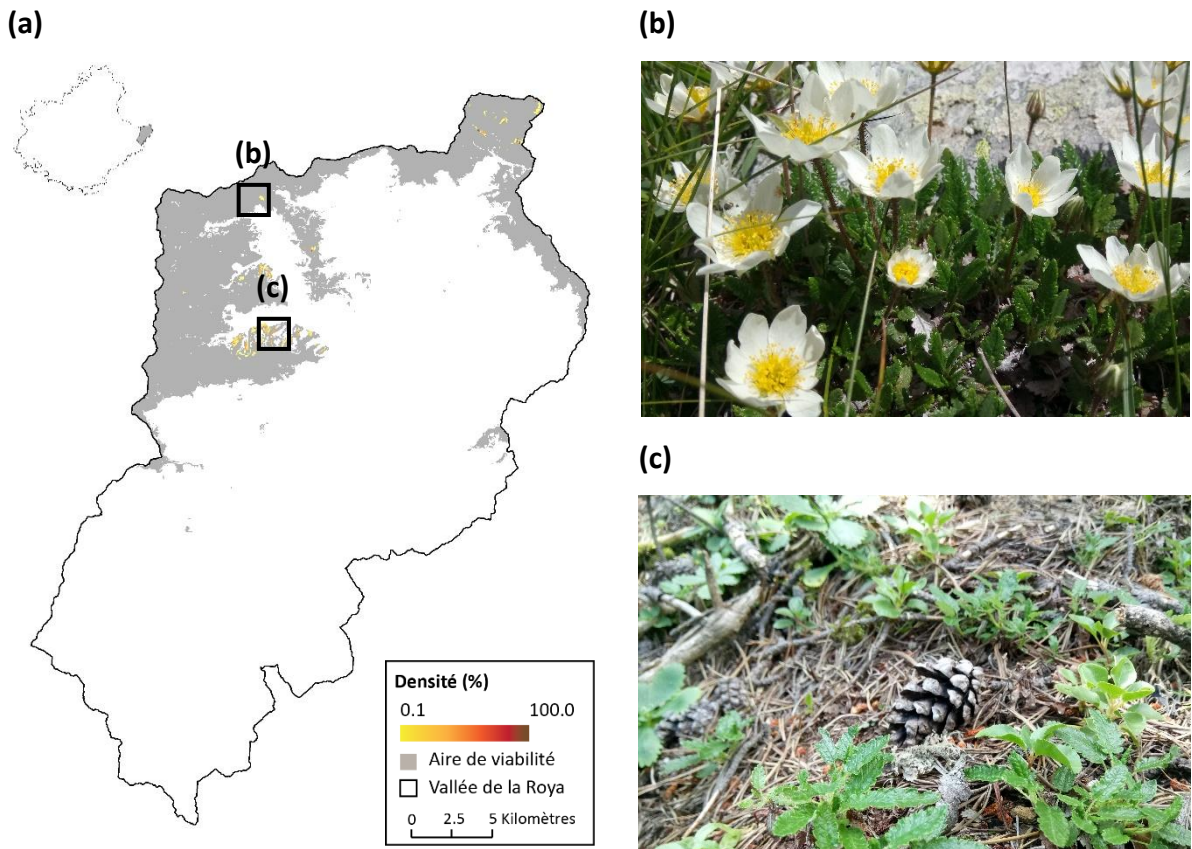 (a)
(b)
(c)
Densité (%)
0.1 100.0
Aire de viabilité
Vallée de la Roya
0 2.5 5 Kilomètres
(b)
(c)